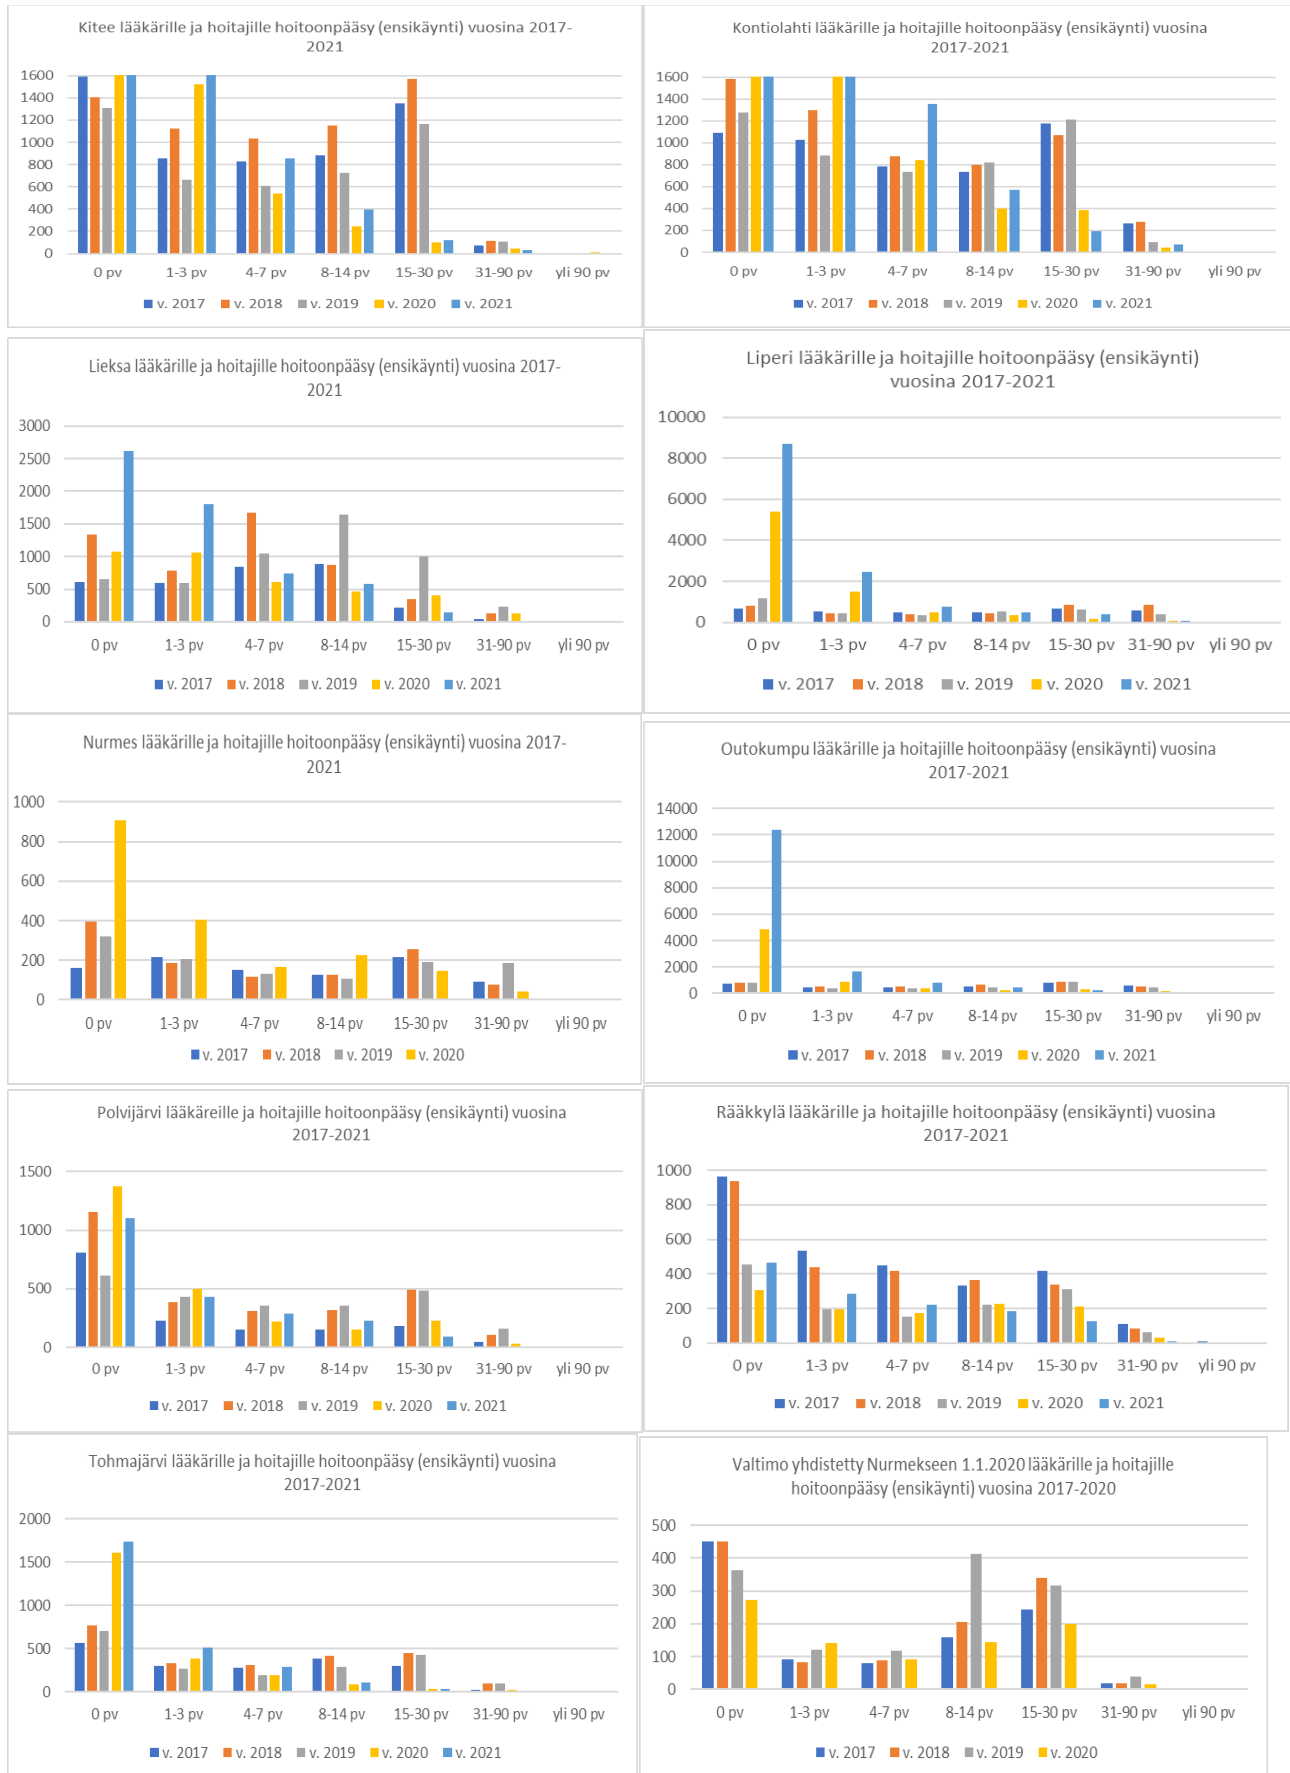 Kitee lääkärille ja hoitajille hoitoonpääsy (ensikäynti) vuosina 2017-
2021
1600
1400
1200
1000
800
600
400
200
0
0 pv 1-3 pv 4-7 pv 8-14 pv 15-30 pv 31-90 pv yli 90 pv
v. 2017 v. 2018 v. 2019 v. 2020 v. 2021
Kontiolahti lääkärille ja hoitajille hoitoonpääsy (ensikäynti) vuosina
2017-2021
1600
1400
1200
1000
800
600
400
200
0
0 pv 1-3 pv 4-7 pv 8-14 pv 15-30 pv 31-90 pv yli 90 pv
v. 2017 v. 2018 v. 2019 v. 2020 v. 2021
Lieksa lääkärille ja hoitajille hoitoonpääsy (ensikäynti) vuosina 2017-
2021
3000
2500
2000
1500
1000
500
0
0 pv 1-3 pv 4-7 pv 8-14 pv 15-30 pv 31-90 pv yli 90 pv
v. 2017 v. 2018 v. 2019 v. 2020 v. 2021
Liperi lääkärille ja hoitajille hoitoonpääsy (ensikäynti)
vuosina 2017-2021
10000
8000
6000
4000
2000
0
0 pv 1-3 pv 4-7 pv 8-14 pv 15-30 pv 31-90 pv yli 90 pv
v. 2017 v. 2018 v. 2019 v. 2020 v. 2021
Nurmes lääkärille ja hoitajille hoitoonpääsy (ensikäynti) vuosina 2017-
2021
1000
800
600
400
200
0
0 pv 1-3 pv 4-7 pv 8-14 pv 15-30 pv 31-90 pv yli 90 pv
v. 2017 v. 2018 v. 2019 v. 2020
Outokumpu lääkärille ja hoitajille hoitoonpääsy (ensikäynti) vuosina
2017-2021
14000
12000
10000
8000
6000
4000
2000
0
0 pv 1-3 pv 4-7 pv 8-14 pv 15-30 pv 31-90 pv yli 90 pv
v. 2017 v. 2018 v. 2019 v. 2020 v. 2021
Polvijärvi lääkäreille ja hoitajille hoitoonpääsy (ensikäynti) vuosina
2017-2021
1500
1000
500
0
0 pv 1-3 pv 4-7 pv 8-14 pv 15-30 pv 31-90 pv yli 90 pv
v. 2017 v. 2018 v. 2019 v. 2020 v. 2021
Rääkkylä lääkärille ja hoitajille hoitoonpääsy (ensikäynti) vuosina
2017-2021
1000
800
600
400
200
0
0 pv 1-3 pv 4-7 pv 8-14 pv 15-30 pv 31-90 pv yli 90 pv
v. 2017 v. 2018 v. 2019 v. 2020 v. 2021
Tohmajärvi lääkärille ja hoitajille hoitoonpääsy (ensikäynti) vuosina
2017-2021
2000
1500
1000
500
0
0 pv 1-3 pv 4-7 pv 8-14 pv 15-30 pv 31-90 pv yli 90 pv
v. 2017 v. 2018 v. 2019 v. 2020 v. 2021
Valtimo yhdistetty Nurmekseen 1.1.2020 lääkärille ja hoitajille
hoitoonpääsy (ensikäynti) vuosina 2017-2020
500
400
300
200
100
0
0 pv 1-3 pv 4-7 pv 8-14 pv 15-30 pv 31-90 pv yli 90 pv
v. 2017 v. 2018 v. 2019 v. 2020